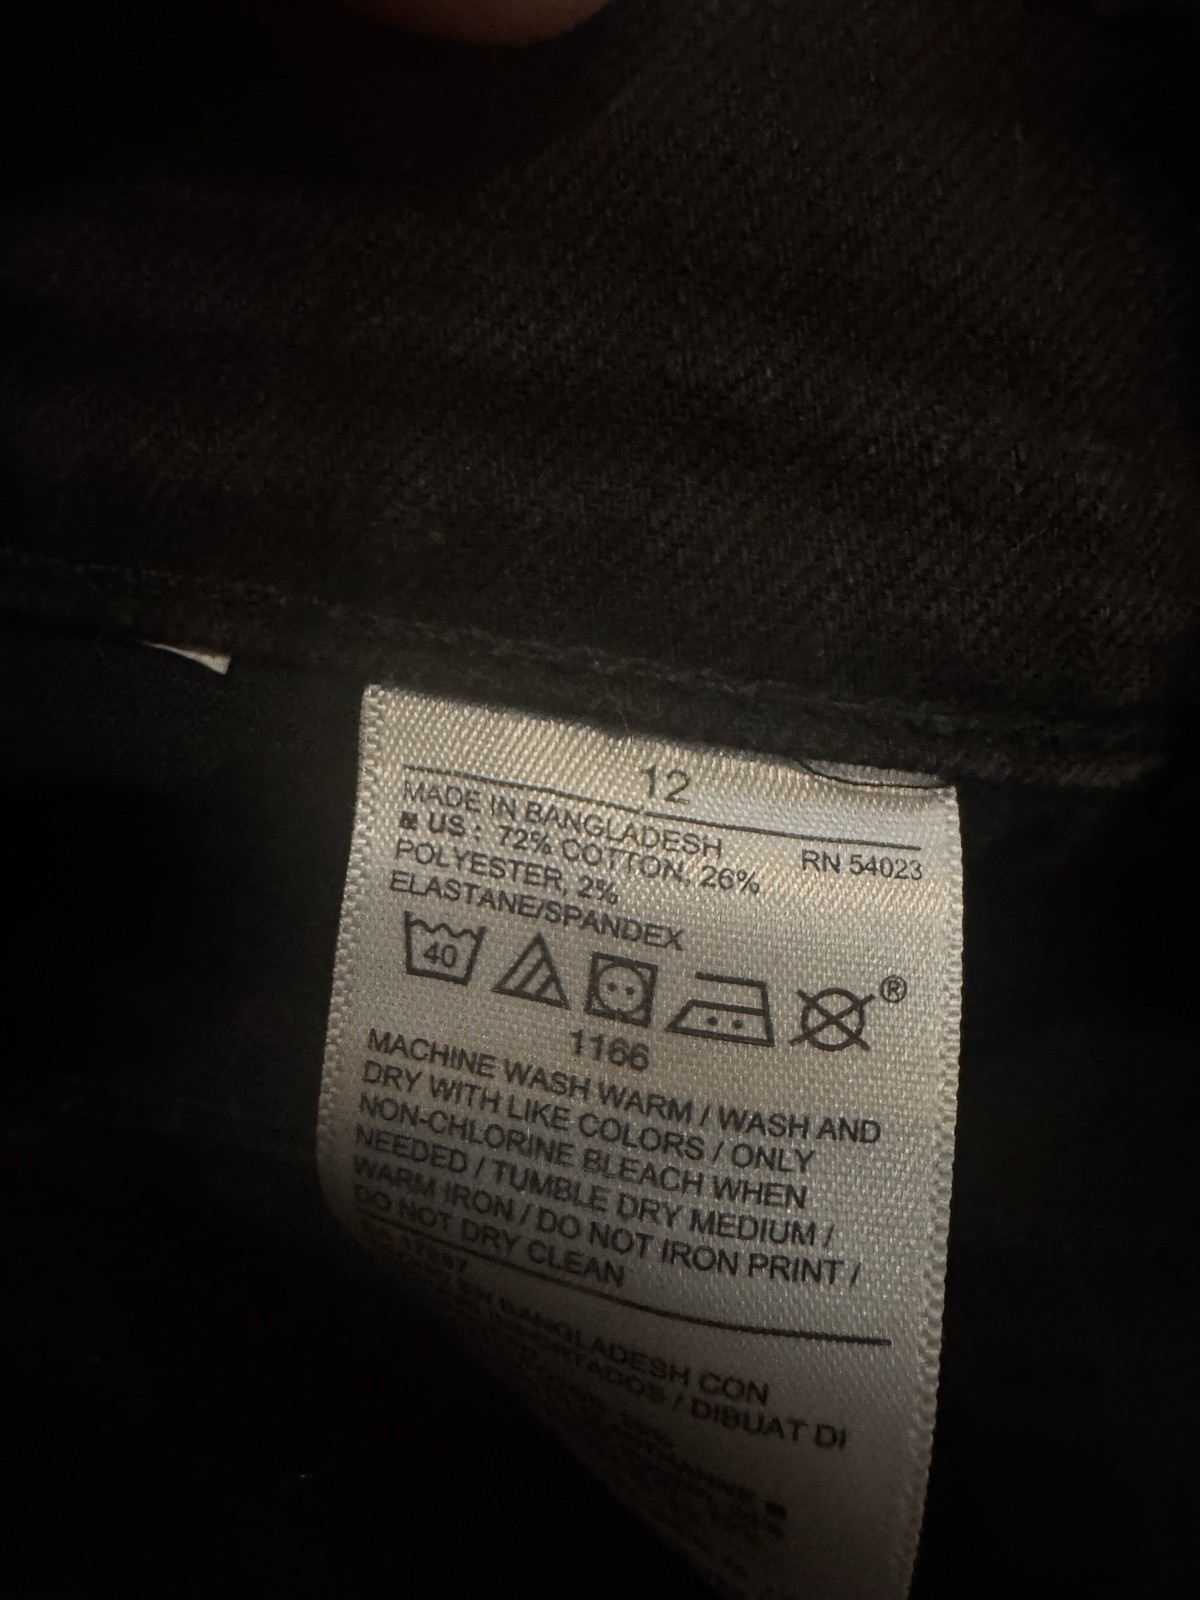 12
MADE IN BANGLADESH
RN 54023
US : 72% COTTON, 26%
POLYESTER, 2%
ELASTANE/SPANDEX
40
®
1166
MACHINE WASH WARM / WASH AND
DRY WITH LIKE COLORS / ONLY
NON-CHLORINE BLEACH WHEN
NEEDED / TUMBLE DRY MEDIUM /
WARM IRON / DO NOT IRON PRINT /
DO NOT DRY CLEAN
BANGLADESH CON
/ DIBUAT DI